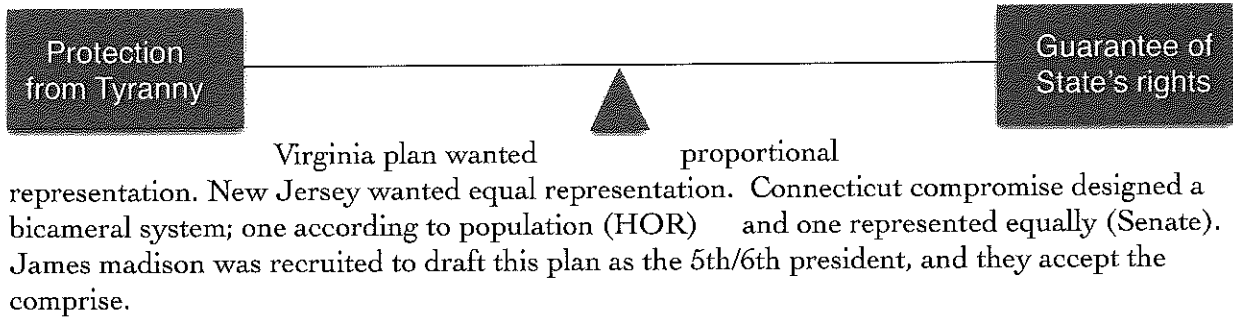 Protection
from Tyranny
Guarantee of
State's rights
Virginia plan wanted proportional
representation. New Jersey wanted equal representation. Connecticut compromise designed a
bicameral system; one according to population (HOR) and one represented equally (Senate).
James madison was recruited to draft this plan as the 5th/6th president, and they accept the
comprise.